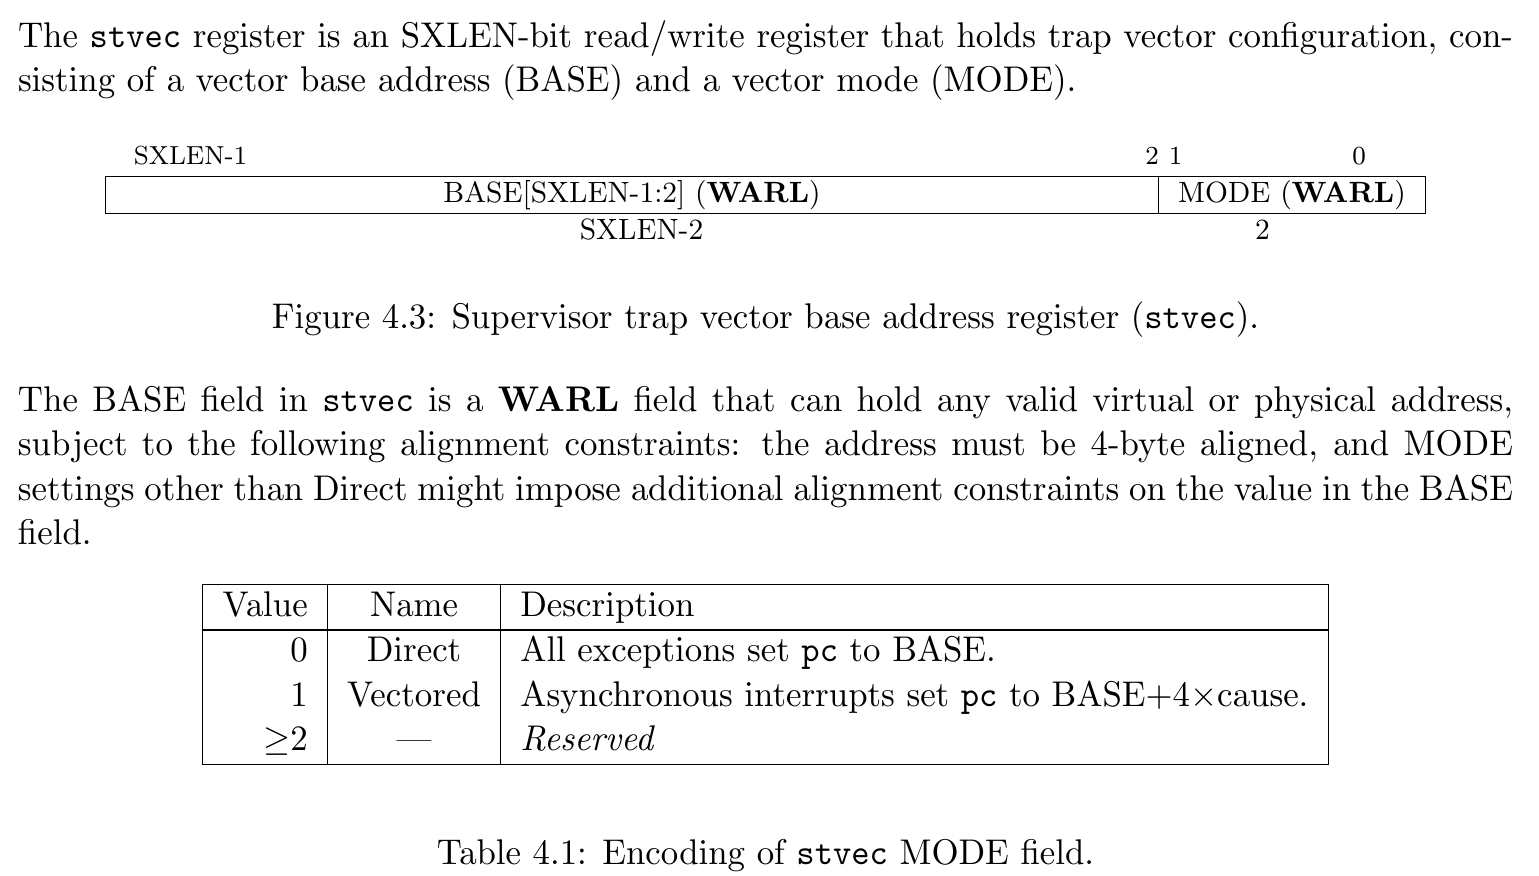 The stvec register is an SXLEN-bit read/write register that holds trap vector configuration, con-
sisting of a vector base address (BASE) and a vector mode (MODE).
SXLEN-1 2 1 0
BASE[SXLEN-1:2] (WARL) MODE (WARL)
SXLEN-2 2
Figure 4.3: Supervisor trap vector base address register (stvec).
The BASE field in stvec is a WARL field that can hold any valid virtual or physical address,
subject to the following alignment constraints: the address must be 4-byte aligned, and MODE
settings other than Direct might impose additional alignment constraints on the value in the BASE
field.
Value Name Description
0 Direct All exceptions set pc to BASE.
1 Vectored Asynchronous interrupts set pc to BASE+4×cause.
≥2 — Reserved
Table 4.1: Encoding of stvec MODE field.